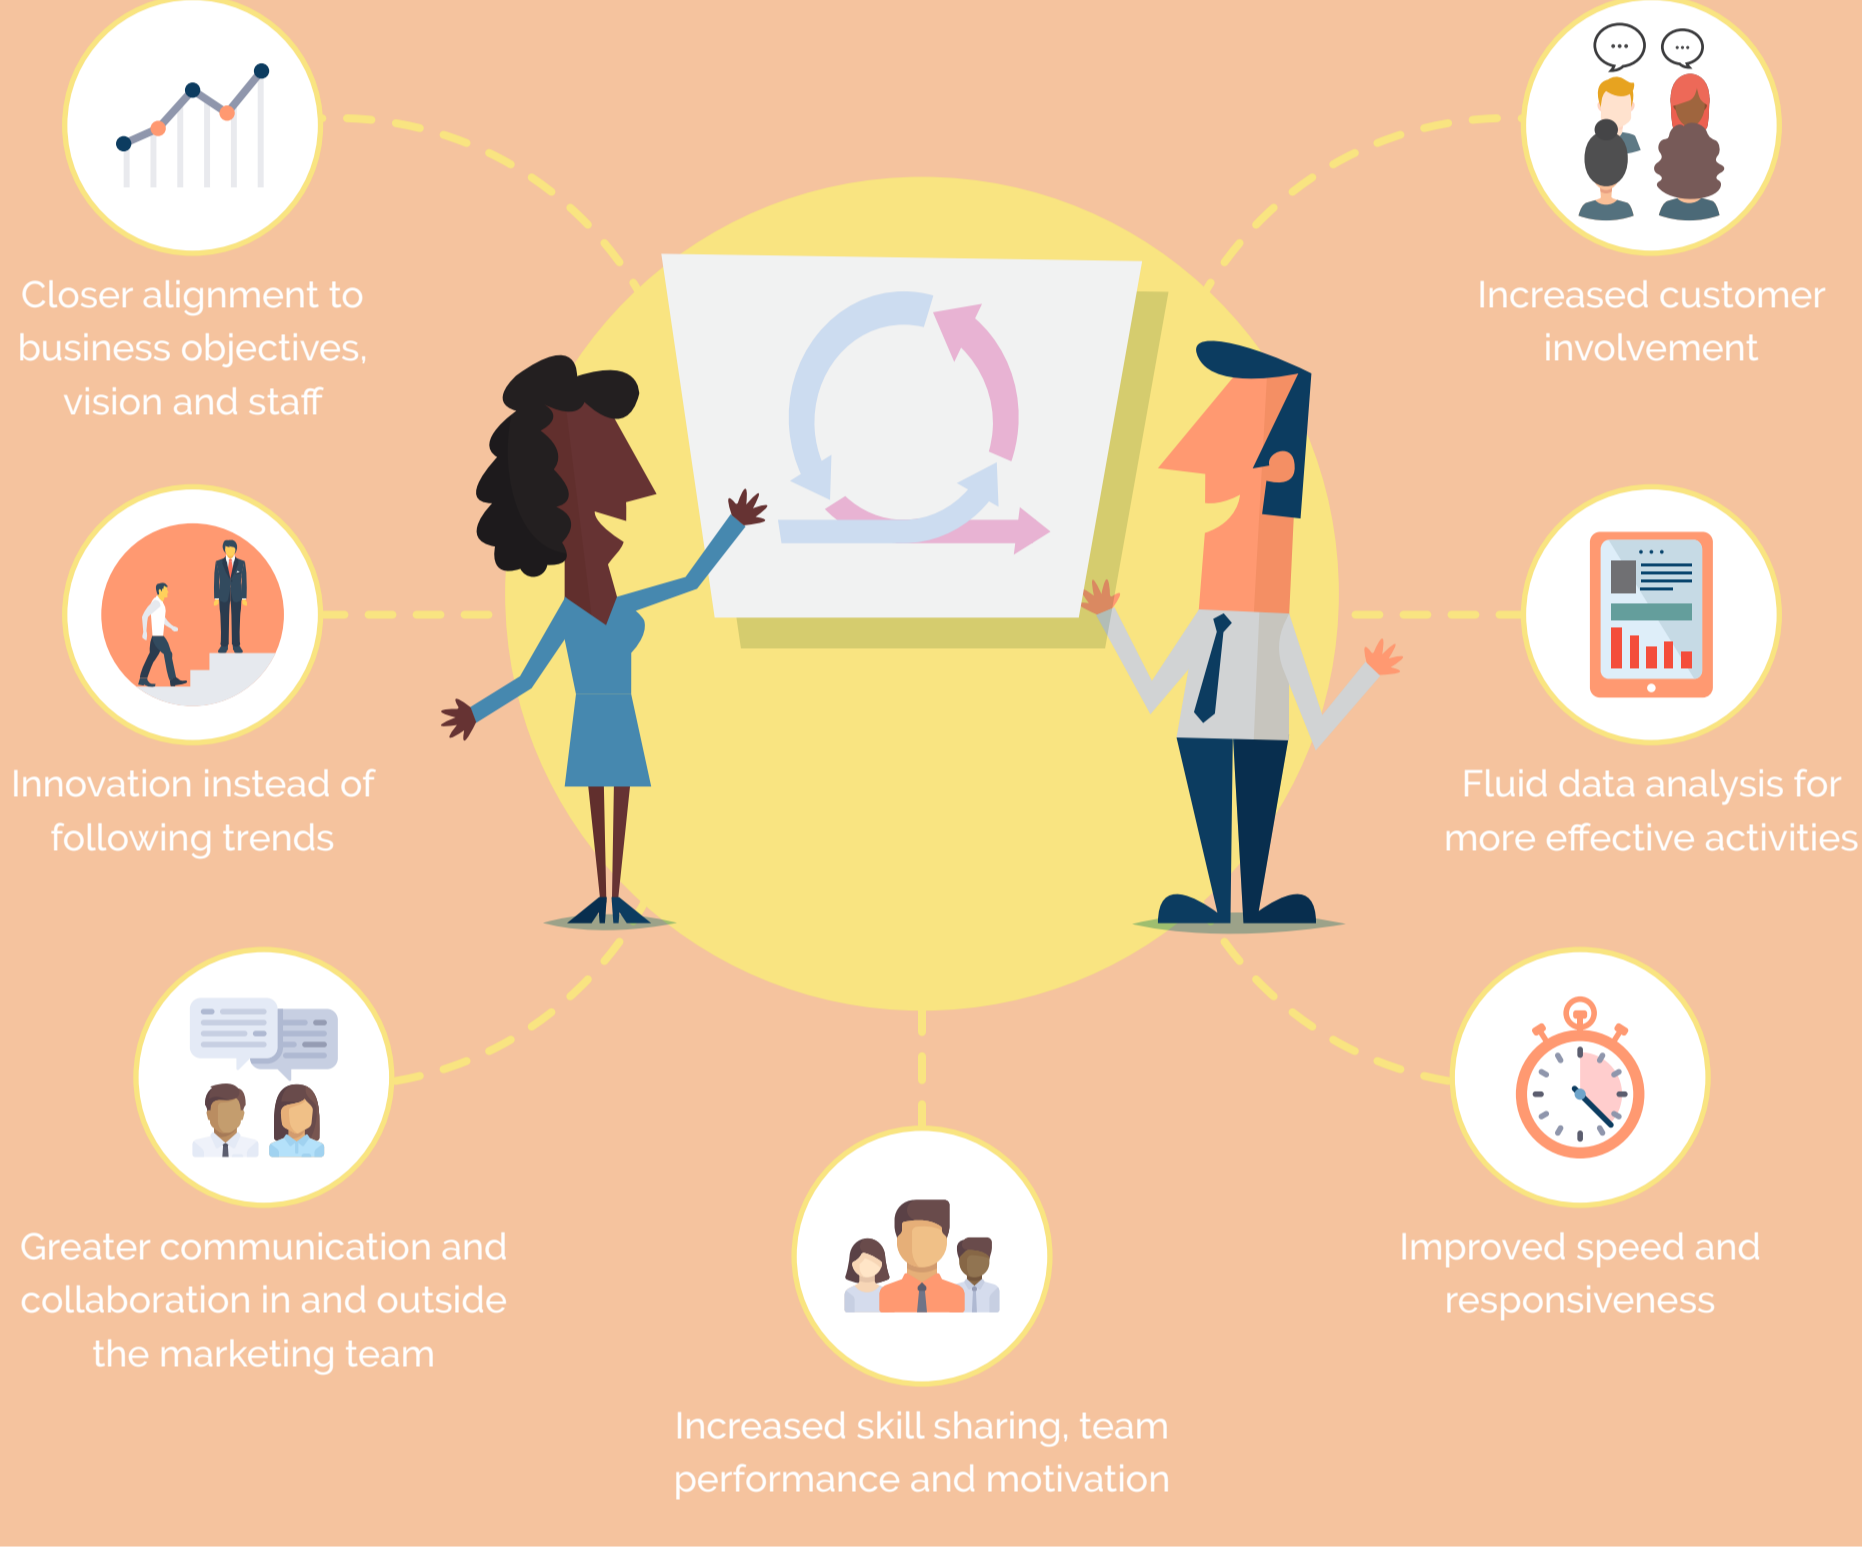 Closer alignment to
business objectives,
vision and staff
Increased customer
involvement
Innovation instead of
following trends
Fluid data analysis for
more effective activities
Greater communication and
collaboration in and outside
the marketing team
Improved speed and
responsiveness
Increased skill sharing, team
performance and motivation